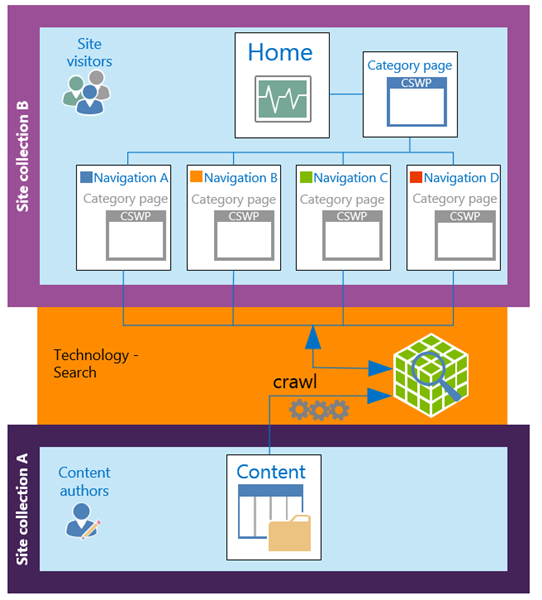 Site collection B
Site
visitors
Home
Category page
CSWP
Navigation A
Category page
CSWP
Navigation B
Category page
CSWP
Navigation C
Category page
CSWP
Navigation D
Category page
CSWP
Technology -
Search
crawl
Site collection A
Content
authors
Content